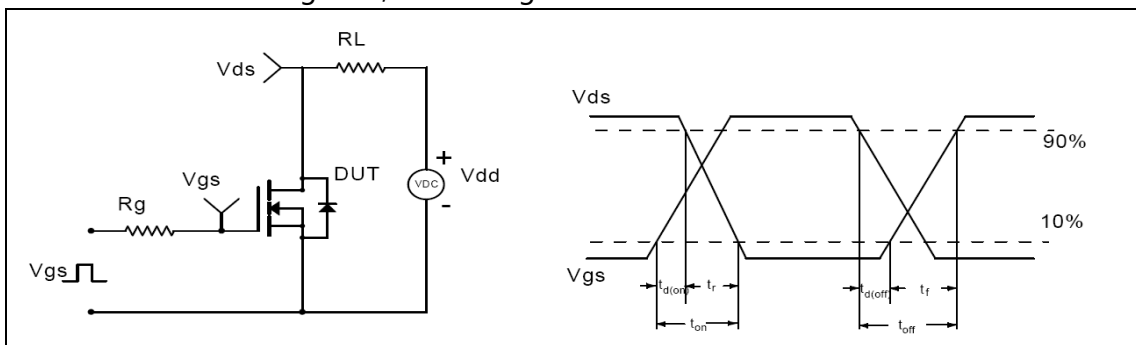 RL
Vds
Vgs
DUT
+
Vdd
VDC
-
Rg
Vgs
Vds
90%
10%
Vgs
td(on)
tr
td(off)
tf
ton
toff